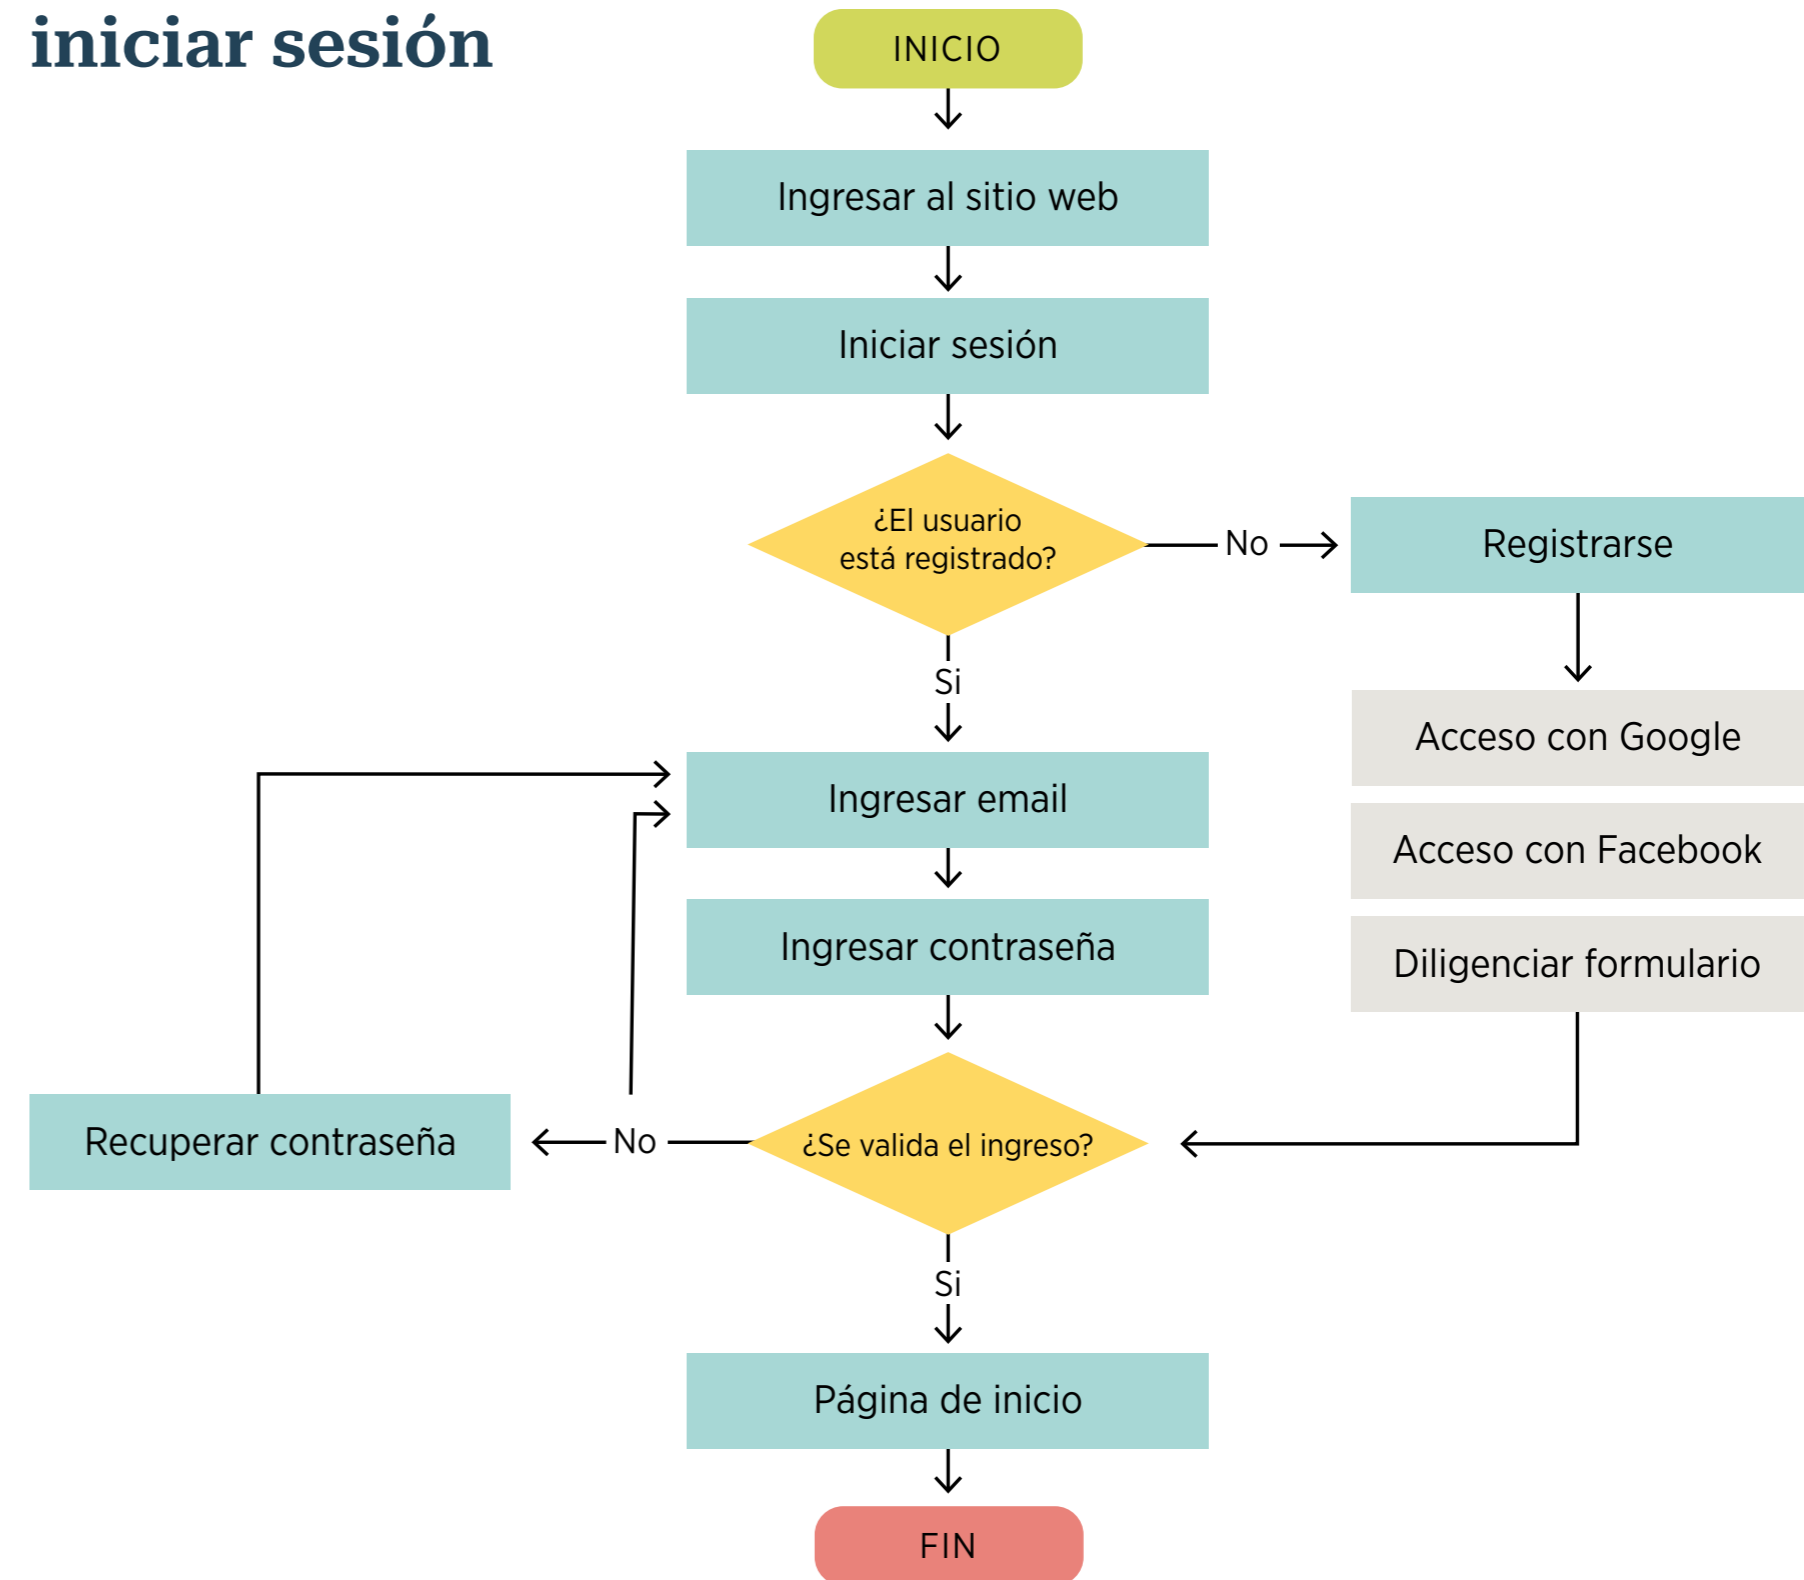 iniciar sesión
INICIO
Ingresar al sitio web
Iniciar sesión
¿El usuario
está registrado?
No
Registrarse
Si
Acceso con Google
Ingresar email
Acceso con Facebook
Ingresar contraseña
Diligenciar formulario
Recuperar contraseña
No
¿Se valida el ingreso?
Si
Página de inicio
FIN